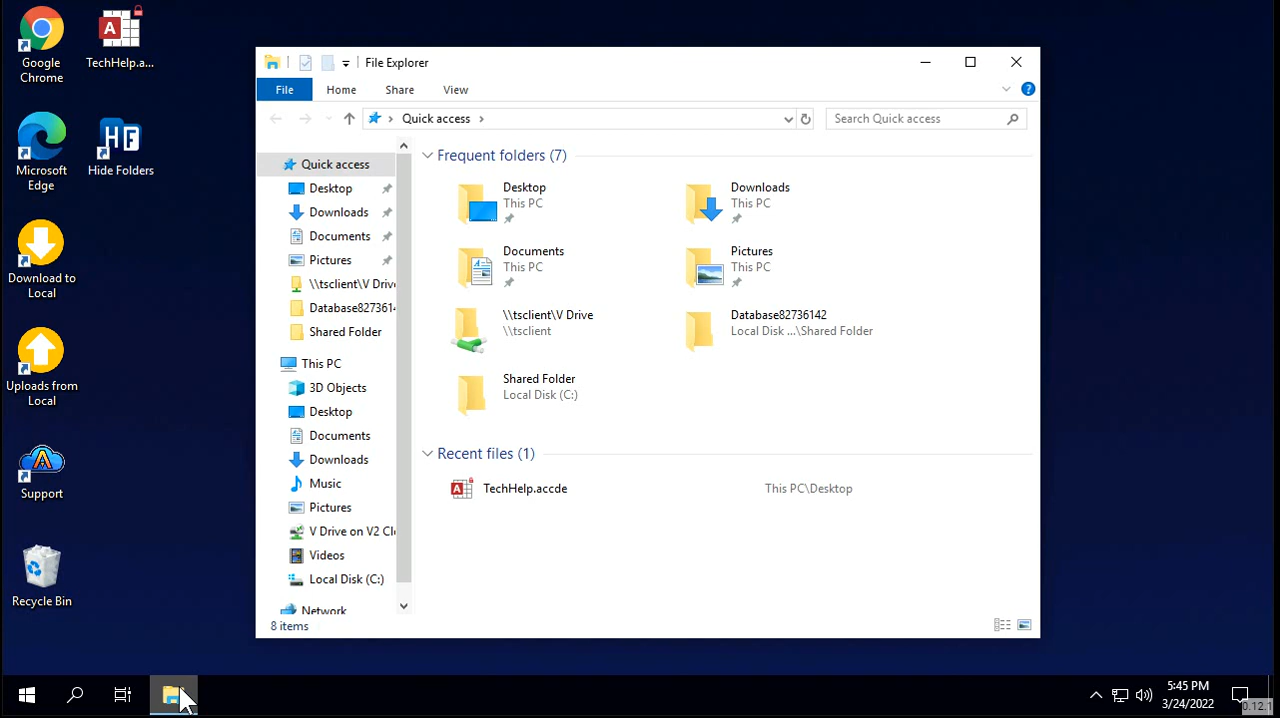 Google
Chrome
TechHelp.a...
Microsoft
Edge
Hide Folders
HF
Download to
Local
Uploads from
Local
Support
Recycle Bin
File Explorer
File Home Share View
Quick access
Search Quick access
Quick access
Desktop
Downloads
Documents
Pictures
\\tsclient\V Driv
Database8273614
Shared Folder
This PC
3D Objects
Desktop
Documents
Downloads
Music
Pictures
V Drive on V2 Cl
Videos
Local Disk (C:)
Network
Frequent folders (7)
Desktop
This PC
Downloads
This PC
Documents
This PC
Pictures
This PC
\\tsclient\V Drive
\\tsclient
Database82736142
Local Disk ...\Shared Folder
Shared Folder
Local Disk (C:)
Recent files (1)
TechHelp.accde This PC\Desktop
8 items
5:45 PM
3/24/2022
0.12.1